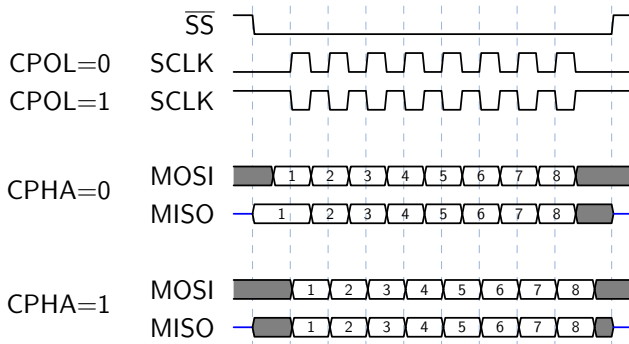 SS
CPOL=0 SCLK
CPOL=1 SCLK
MOSI 1 2 3 4 5 6 7 8
CPHA=0
MISO 1 2 3 4 5 6 7 8
MOSI 1 2 3 4 5 6 7 8
CPHA=1
MISO 1 2 3 4 5 6 7 8